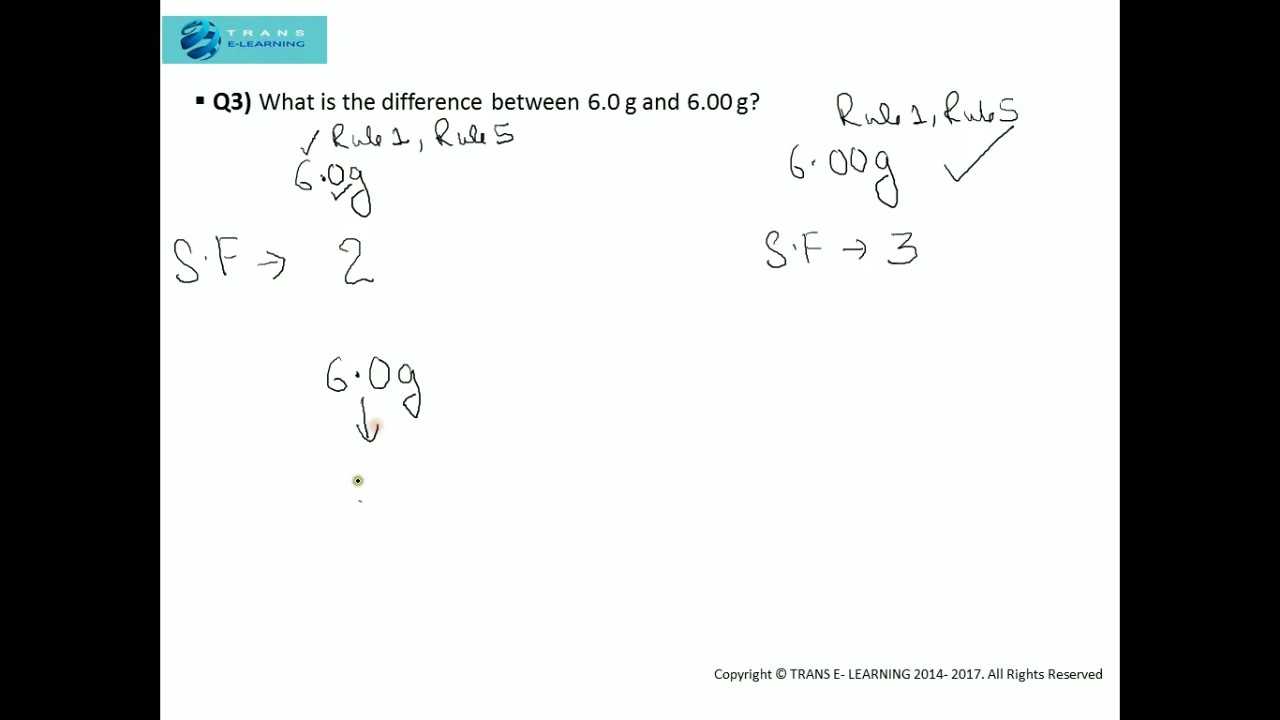 TRANS
E-LEARNING
▪ Q3) What is the difference between 6.0 g and 6.00 g?
✓ Rule 1, Rule 5
6.0g
S.F → 2
6.0g
Rule 1, Rule 5
6.00g
S.F → 3
Copyright © TRANS E- LEARNING 2014- 2017. All Rights Reserved